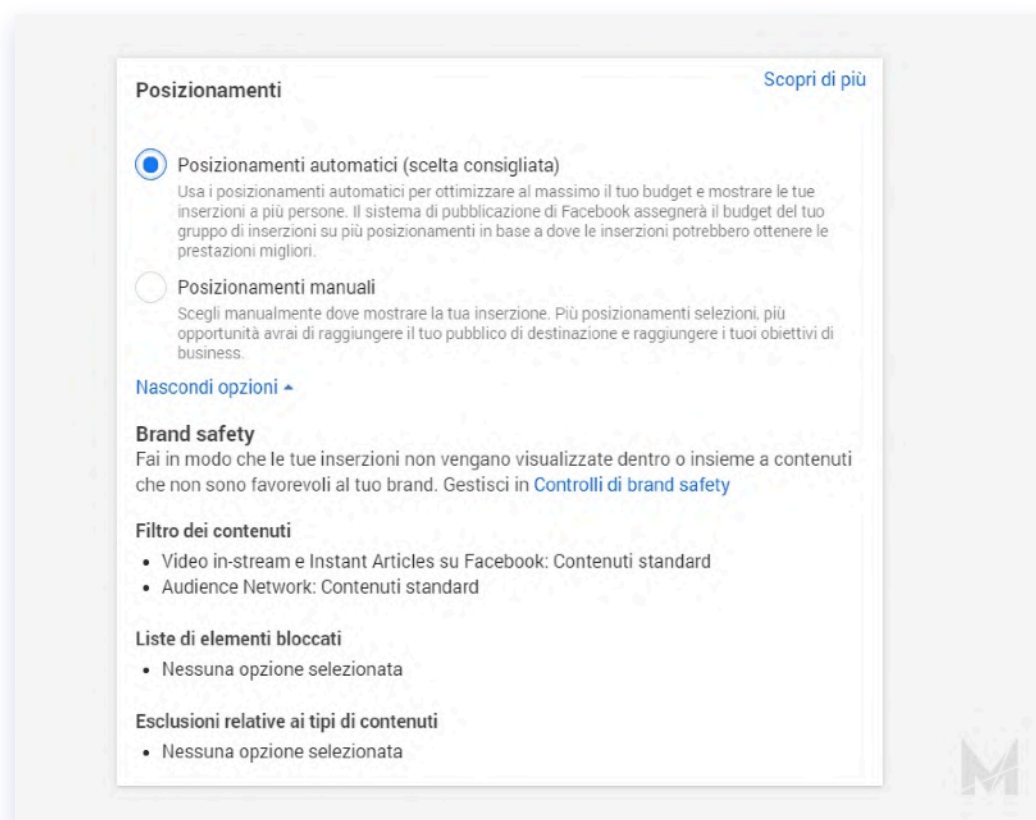 Posizionamenti
Scopri di più
Posizionamenti automatici (scelta consigliata)
Usa i posizionamenti automatici per ottimizzare al massimo il tuo budget e mostrare le tue
inserzioni a più persone. Il sistema di pubblicazione di Facebook assegnerà il budget del tuo
gruppo di inserzioni su più posizionamenti in base a dove le inserzioni potrebbero ottenere le
prestazioni migliori.
Posizionamenti manuali
Scegli manualmente dove mostrare la tua inserzione. Più posizionamenti selezioni, più
opportunità avrai di raggiungere il tuo pubblico di destinazione e raggiungere i tuoi obiettivi di
business.
Nascondi opzioni
Brand safety
Fai in modo che le tue inserzioni non vengano visualizzate dentro o insieme a contenuti
che non sono favorevoli al tuo brand. Gestisci in Controlli di brand safety
Filtro dei contenuti
• Video in-stream e Instant Articles su Facebook: Contenuti standard
• Audience Network: Contenuti standard
Liste di elementi bloccati
• Nessuna opzione selezionata
Esclusioni relative ai tipi di contenuti
• Nessuna opzione selezionata
M